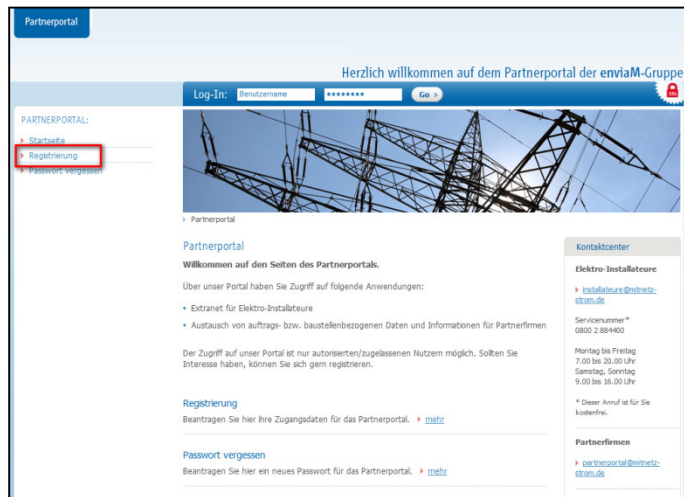 Partnerportal
Herzlich willkommen auf dem Partnerportal der enviaM-Gruppe
Log-In: Benutzername •••••••• Go
SSL
PARTNERPORTAL:
Startseite
Registrierung
Passwort vergessen
Partnerportal
Partnerportal
Willkommen auf den Seiten des Partnerportals.
Über unser Portal haben Sie Zugriff auf folgende Anwendungen:
• Extranet für Elektro-Installateure
• Austausch von auftrags- bzw. baustellenbezogenen Daten und Informationen für Partnerfirmen
Der Zugriff auf unser Portal ist nur autorisierten/zugelassenen Nutzern möglich. Sollten Sie
Interesse haben, können Sie sich gern registrieren.
Registrierung
Beantragen Sie hier ihre Zugangsdaten für das Partnerportal. mehr
Passwort vergessen
Beantragen Sie hier ein neues Passwort für das Partnerportal. mehr
Kontaktcenter
Elektro-Installateure
installateure@mitnetz-
strom.de
Servicenummer*
0800 2 884400
Montag bis Freitag
7.00 bis 20.00 Uhr
Samstag, Sonntag
9.00 bis 16.00 Uhr
* Dieser Anruf ist für Sie
kostenfrei.
Partnerfirmen
partnerportal@mitnetz-
strom.de